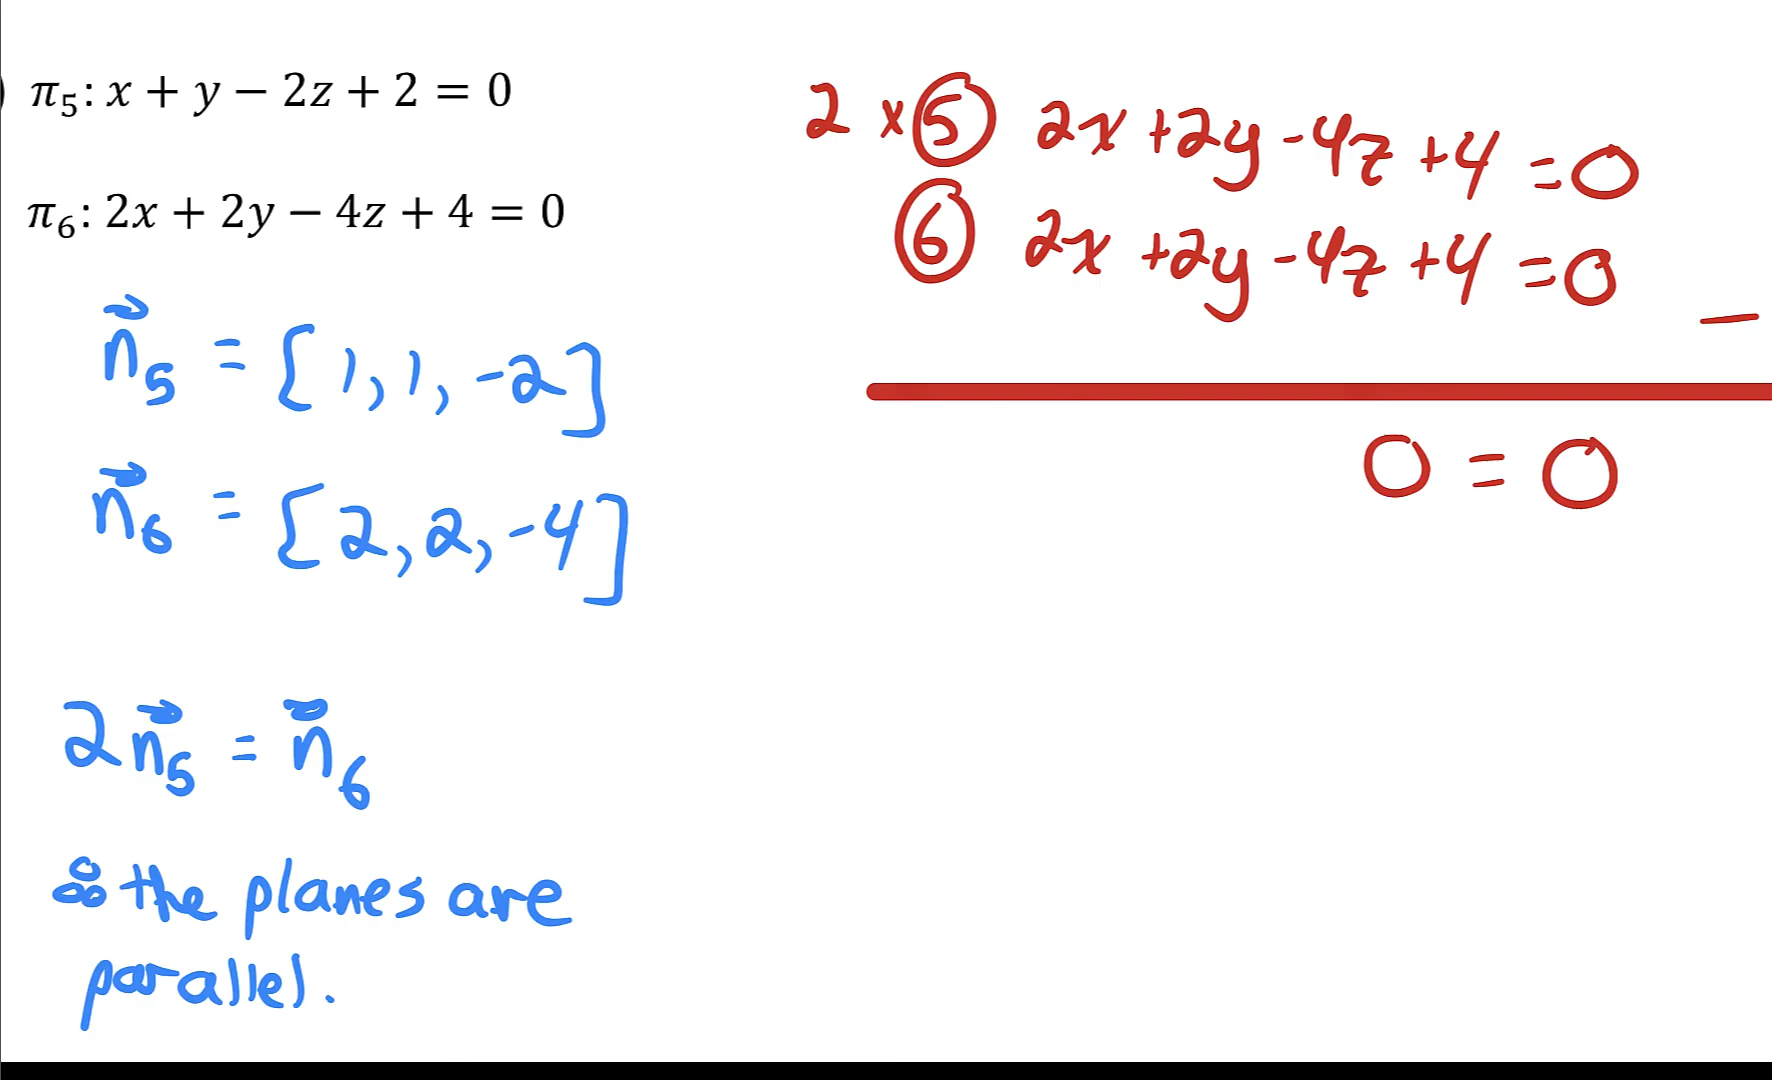 ) π₅: x + y − 2z + 2 = 0
π₆: 2x + 2y − 4z + 4 = 0
n⃗₅ = [1, 1, -2]
n⃗₆ = [2, 2, -4]
2n⃗₅ = n⃗₆
∴ the planes are
parallel.
2 × ⑤ 2x + 2y - 4z + 4 = 0
⑥ 2x + 2y - 4z + 4 = 0 −
0 = 0